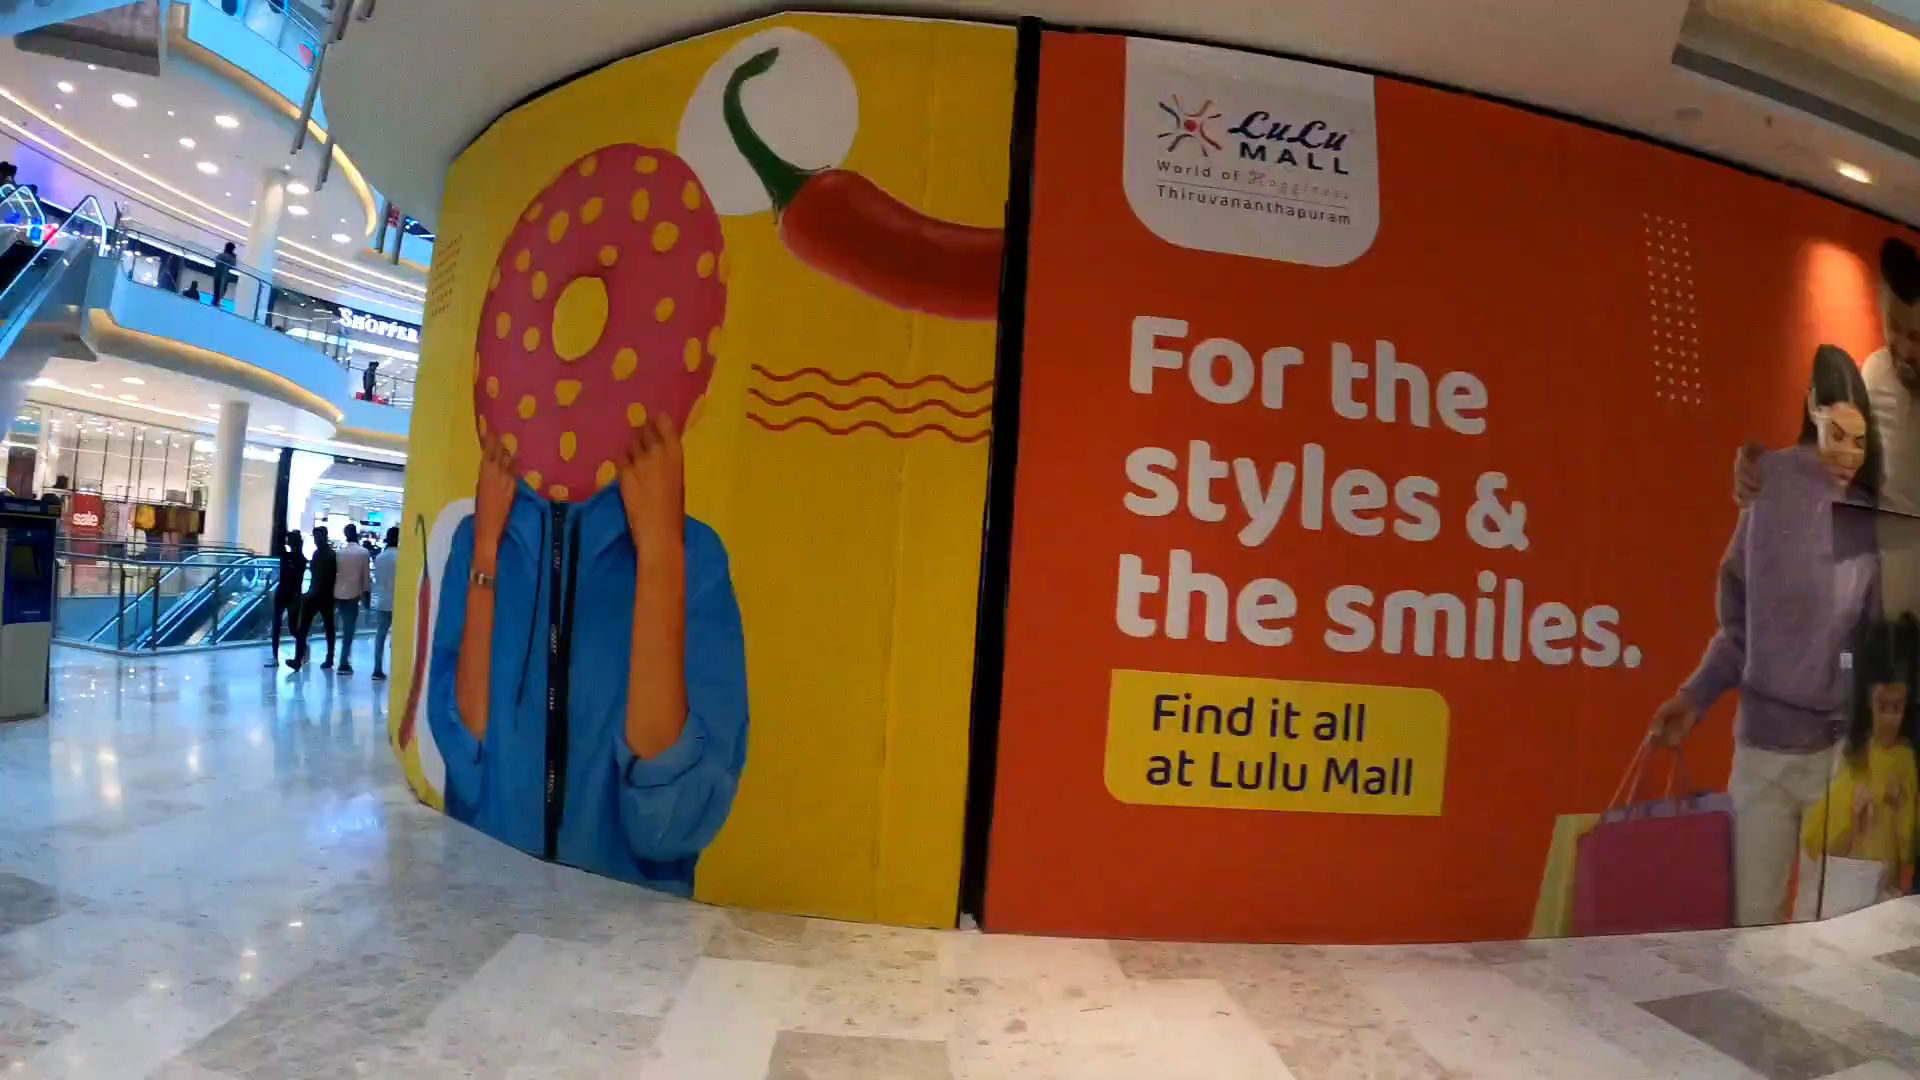 LuLu
MALL
World of Happiness
Thiruvananthapuram
For the
styles &
the smiles.
Find it all
at Lulu Mall
SHOPPER
sale